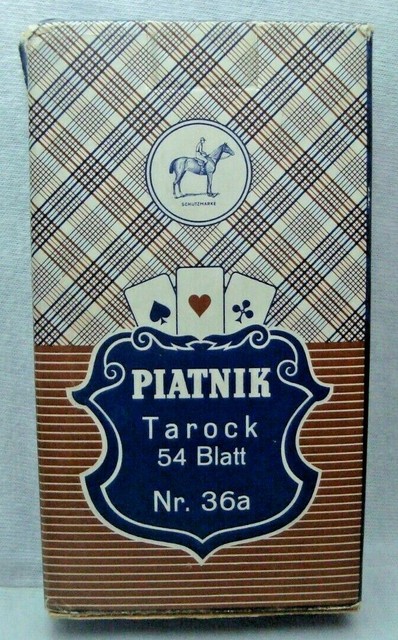 SCHUTZMARKE
PIATNIK
Tarock
54 Blatt
Nr. 36a